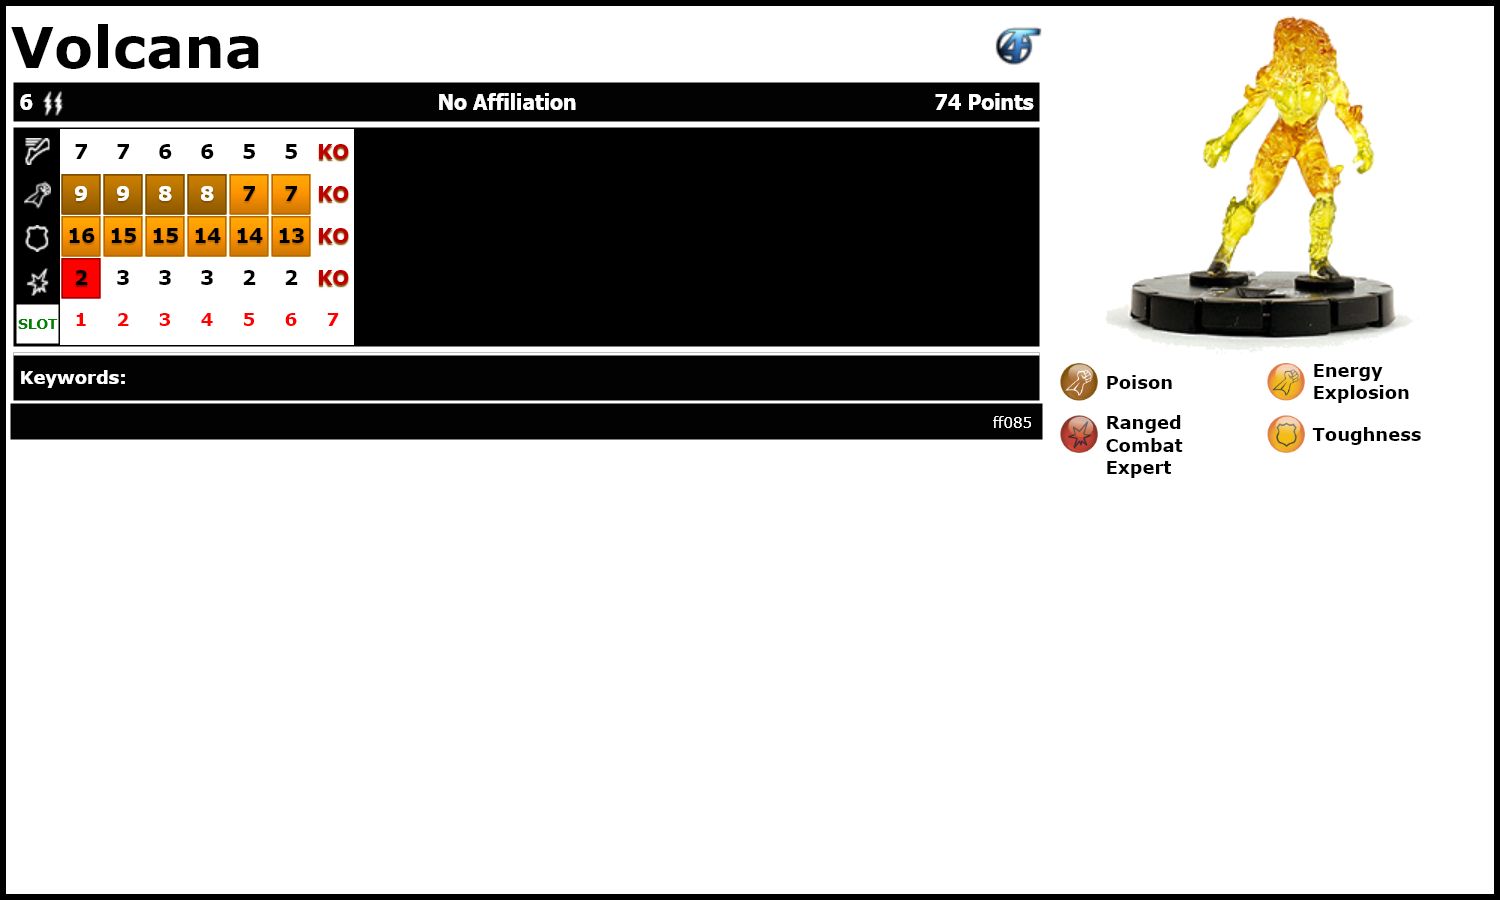 Volcana
6 No Affiliation 74 Points
7 7 6 6 5 5 KO
9 9 8 8 7 7 KO
16 15 15 14 14 13 KO
2 3 3 3 2 2 KO
SLOT 1 2 3 4 5 6 7
Keywords:
ff085
Poison
Energy
Explosion
Ranged
Combat
Expert
Toughness